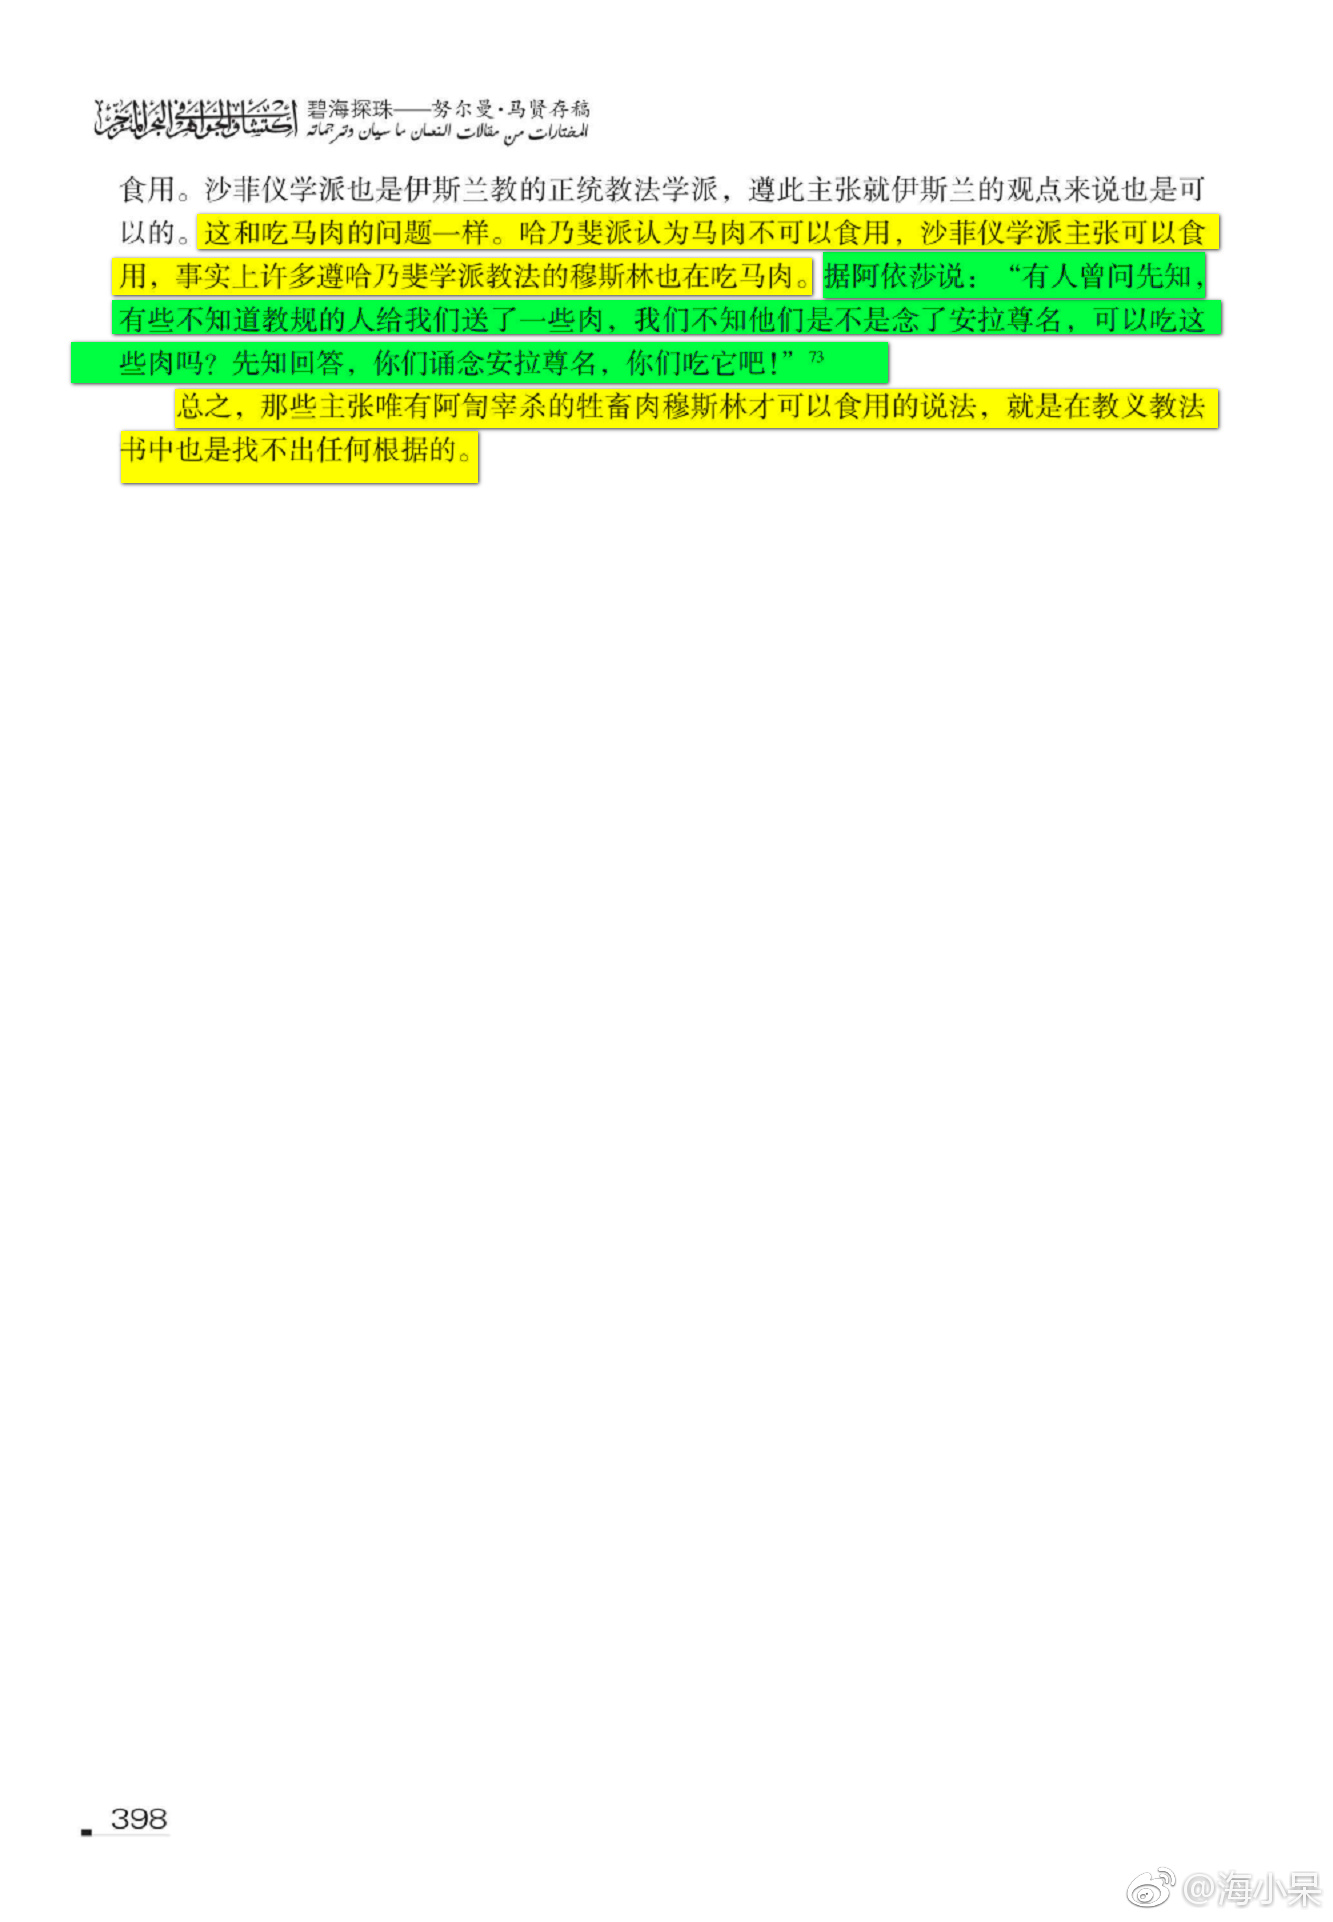 碧海探珠——努尔曼·马贤存稿
المختارات من مقالات النعمان ما سيان وترجماته
食用。沙菲仪学派也是伊斯兰教的正统教法学派，遵此主张就伊斯兰的观点来说也是可
以的。这和吃马肉的问题一样。哈乃斐派认为马肉不可以食用，沙菲仪学派主张可以食
用，事实上许多遵哈乃斐学派教法的穆斯林也在吃马肉。据阿依莎说：“有人曾问先知，
有些不知道教规的人给我们送了一些肉，我们不知他们是不是念了安拉尊名，可以吃这
些肉吗？先知回答，你们诵念安拉尊名，你们吃它吧！”73
总之，那些主张唯有阿訇宰杀的牲畜肉穆斯林才可以食用的说法，就是在教义教法
书中也是找不出任何根据的。
398
@海小呆